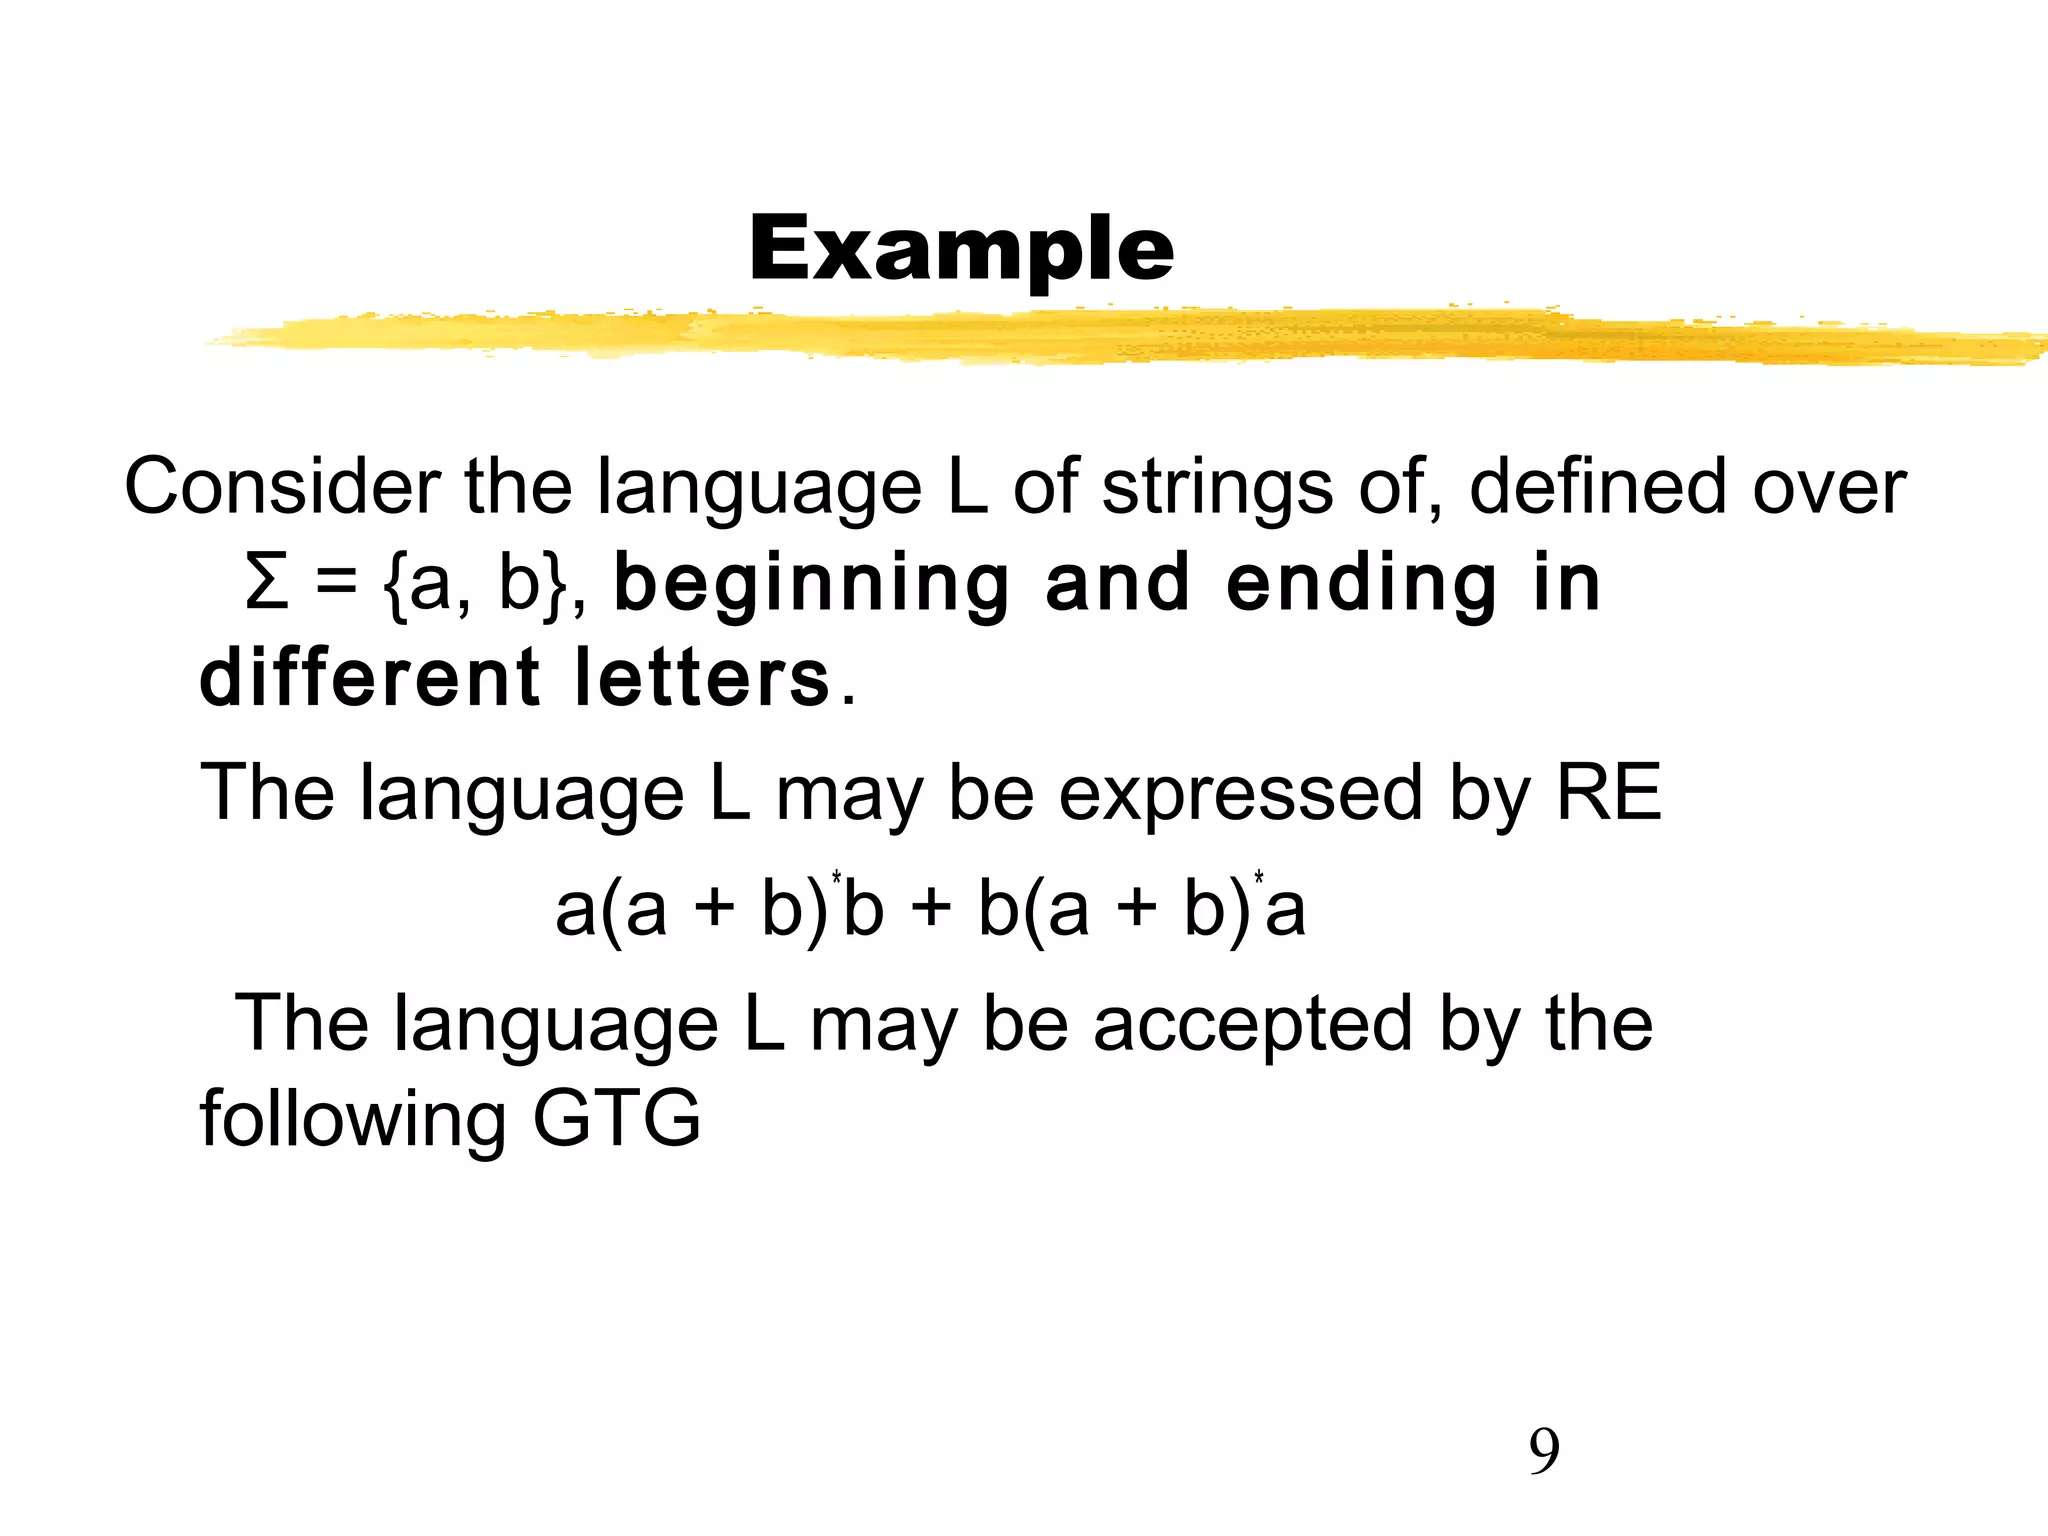 Example
Consider the language L of strings of, defined over
Σ = {a, b}, beginning and ending in
different letters.
The language L may be expressed by RE
a(a + b)*b + b(a + b)*a
The language L may be accepted by the
following GTG
9